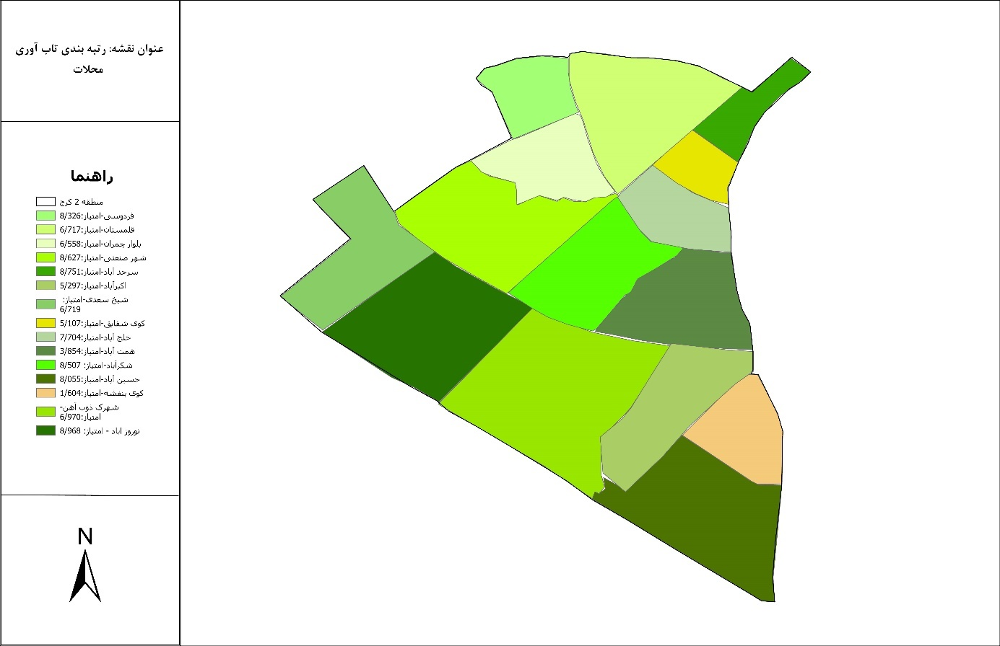 عنوان نقشه: رتبه بندی تاب آوری
محلات
راهنما
منطقه 2 کرج
فردوسی-امتیاز:8/326
قلمستان-امتیاز:6/717
بلوار چمران-امتیاز:6/558
شهر صنعتی-امتیاز:8/627
سرحد آباد-امتیاز:8/751
اکبرآباد-امتیاز:5/297
شیخ سعدی-امتیاز:
6/719
کوی شقایق-امتیاز:5/107
حلج آباد-امتیاز:7/704
همت آباد-امتیاز:3/854
شکرآباد-امتیاز: 8/507
حسین آباد-امتیاز:8/055
کوی بنفشه-امتیاز:1/604
شهرک ذوب آهن-
امتیاز:6/970
نوروز اباد - امتیاز: 8/968
N